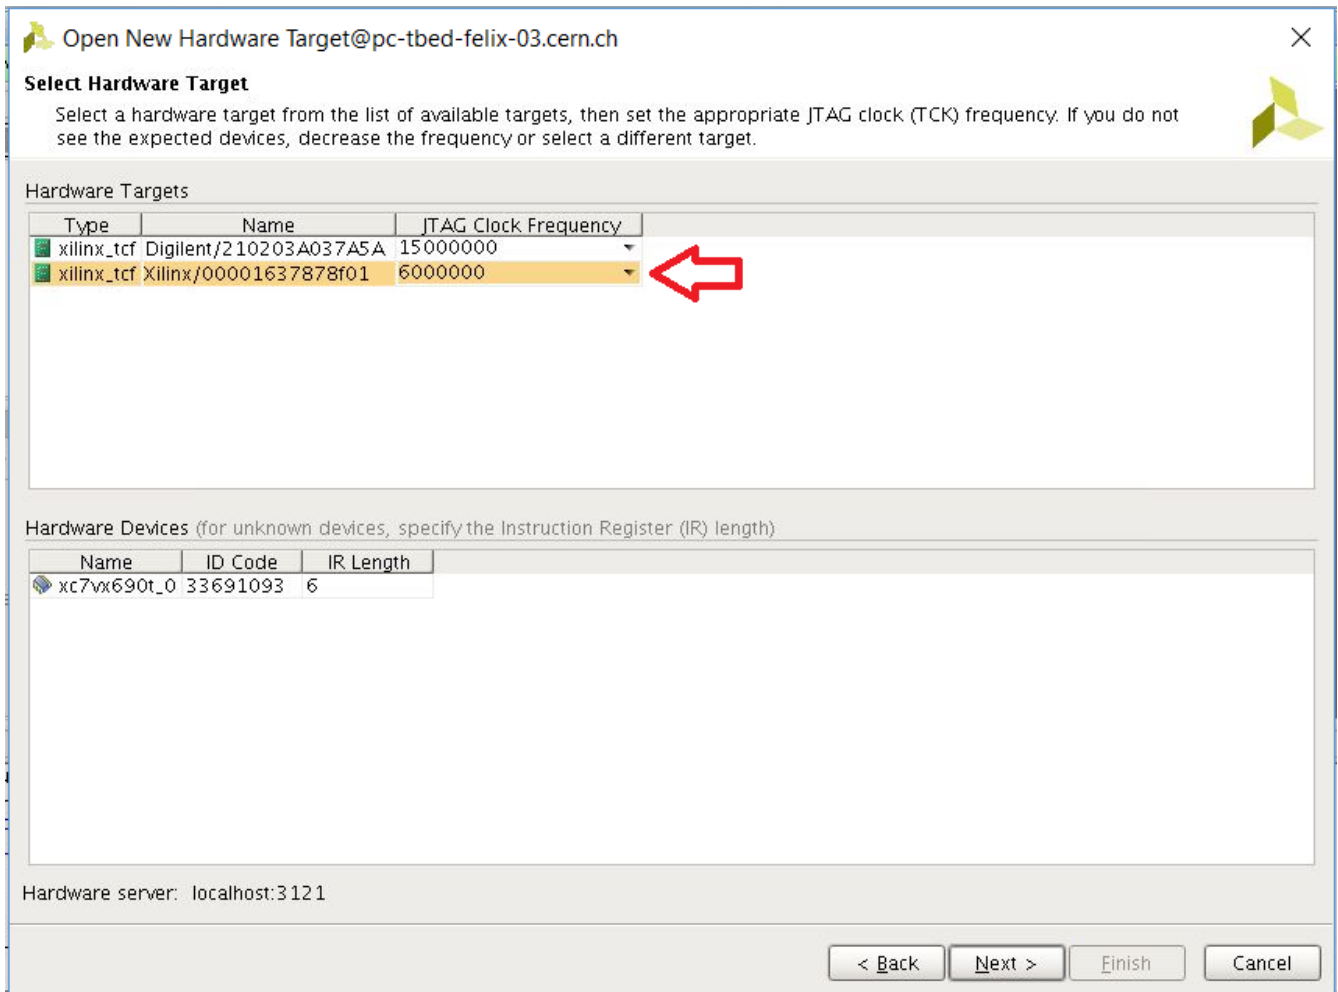 Open New Hardware Target@pc-tbed-felix-03.cern.ch
Select Hardware Target
Select a hardware target from the list of available targets, then set the appropriate JTAG clock (TCK) frequency. If you do not
see the expected devices, decrease the frequency or select a different target.
Hardware Targets
Type Name JTAG Clock Frequency
xilinx_tcf Digilent/210203A037A5A 15000000
xilinx_tcf Xilinx/00001637878f01 6000000
Hardware Devices (for unknown devices, specify the Instruction Register (IR) length)
Name ID Code IR Length
xc7vx690t_0 33691093 6
Hardware server: localhost:3121
< Back Next > Finish Cancel